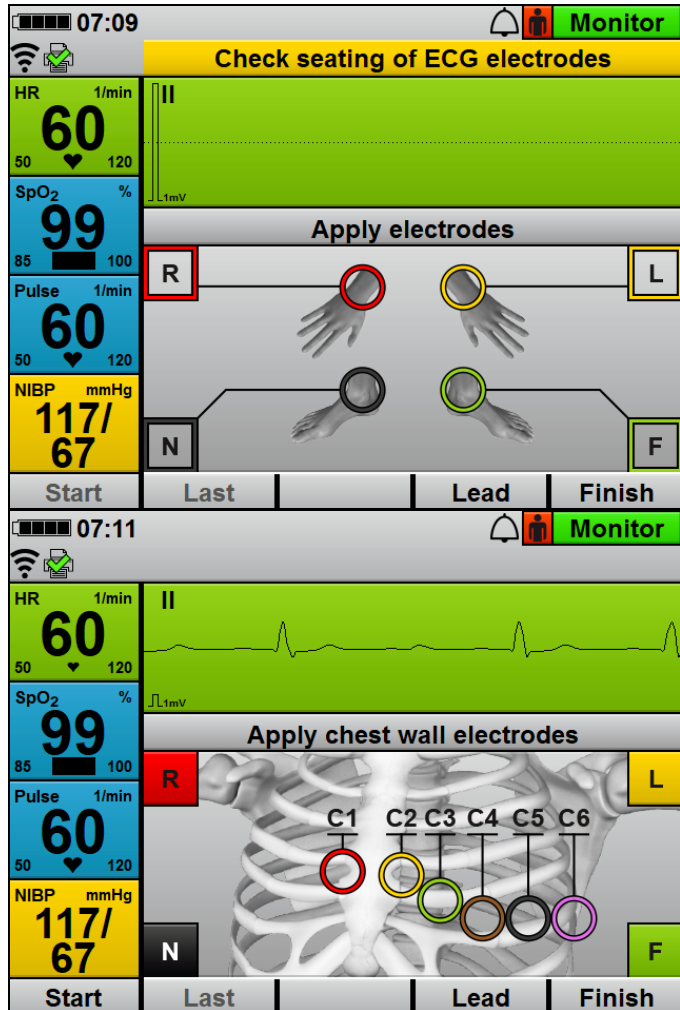 07:09
Monitor
Check seating of ECG electrodes
HR 1/min
60
50 120
II
1mV
SpO2 %
99
85 100
Apply electrodes
R
L
Pulse 1/min
60
50 120
NIBP mmHg
117/
67
N
F
Start Last Lead Finish
07:11
Monitor
HR 1/min
60
50 120
II
1mV
SpO2 %
99
85 100
Apply chest wall electrodes
R
L
C1 C2 C3 C4 C5 C6
Pulse 1/min
60
50 120
NIBP mmHg
117/
67
N
F
Start Last Lead Finish